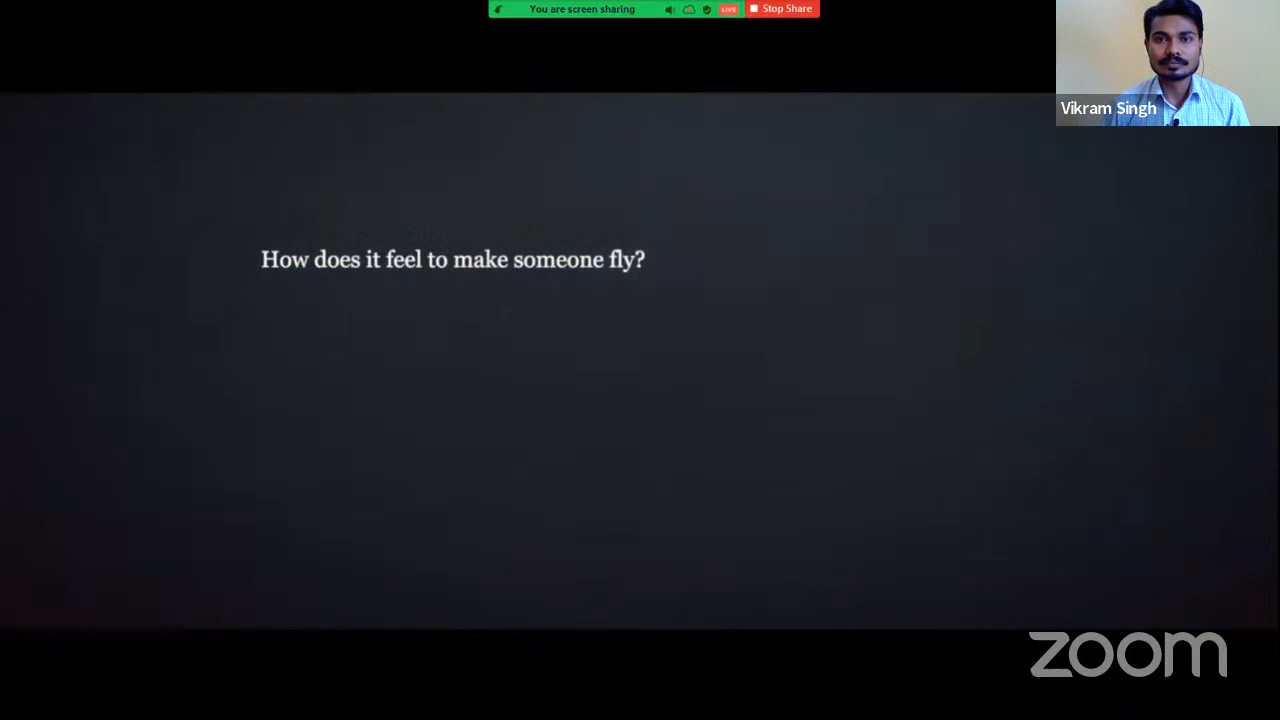 You are screen sharing
LIVE
Stop Share
Vikram Singh
How does it feel to make someone fly?
zoom